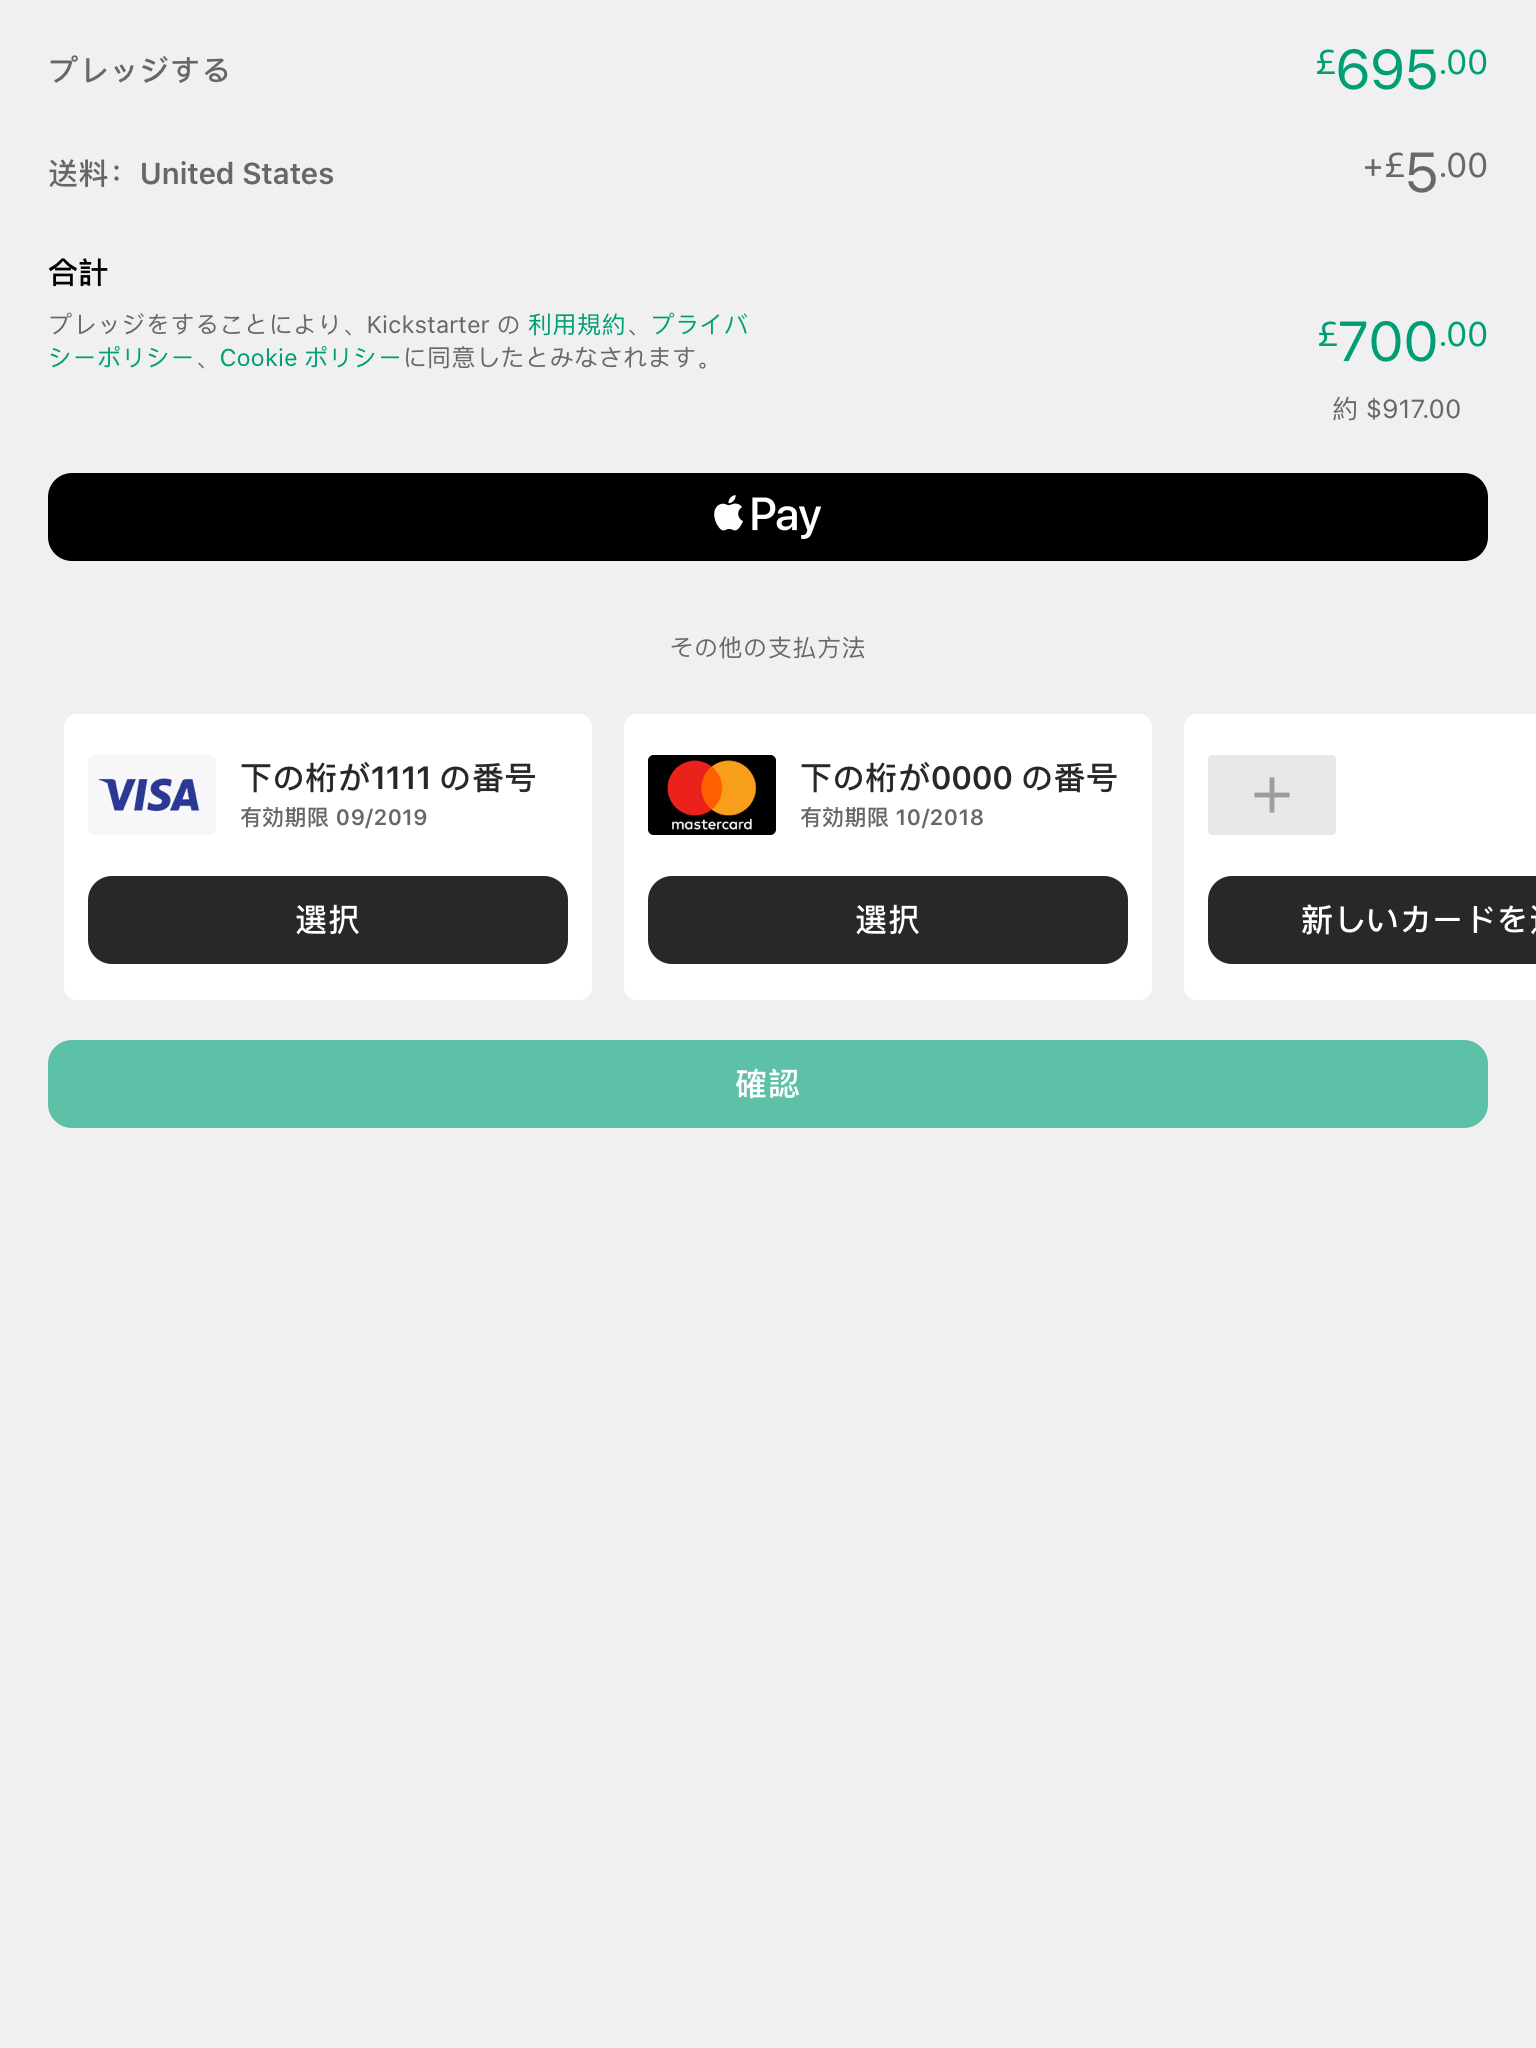 プレッジする
£695.00
送料： United States
+£5.00
合計
プレッジをすることにより、Kickstarter の 利用規約、プライバ
シーポリシー、Cookie ポリシーに同意したとみなされます。
£700.00
約 $917.00
Pay
その他の支払方法
VISA
下の桁が1111 の番号
有効期限 09/2019
選択
mastercard
下の桁が0000 の番号
有効期限 10/2018
選択
新しいカードを
確認